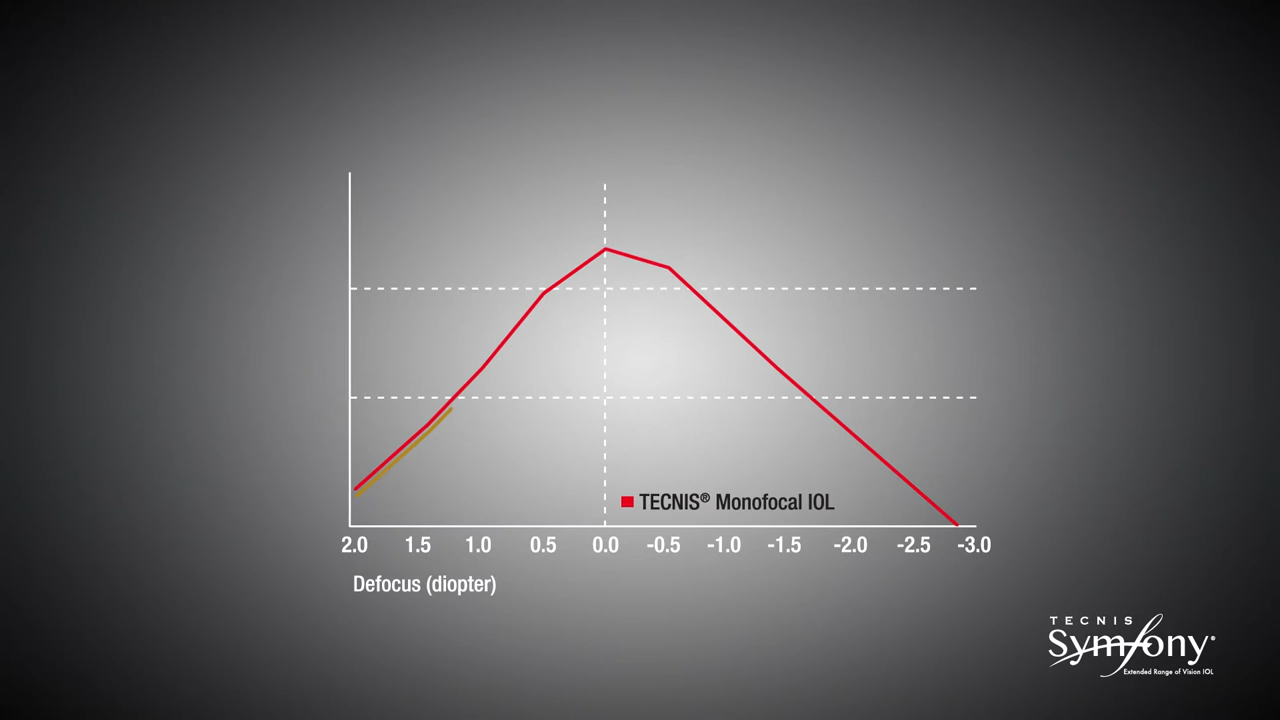 TECNIS® Monofocal IOL
2.0 1.5 1.0 0.5 0.0 -0.5 -1.0 -1.5 -2.0 -2.5 -3.0
Defocus (diopter)
TECNIS
Symfony®
Extended Range of Vision IOL